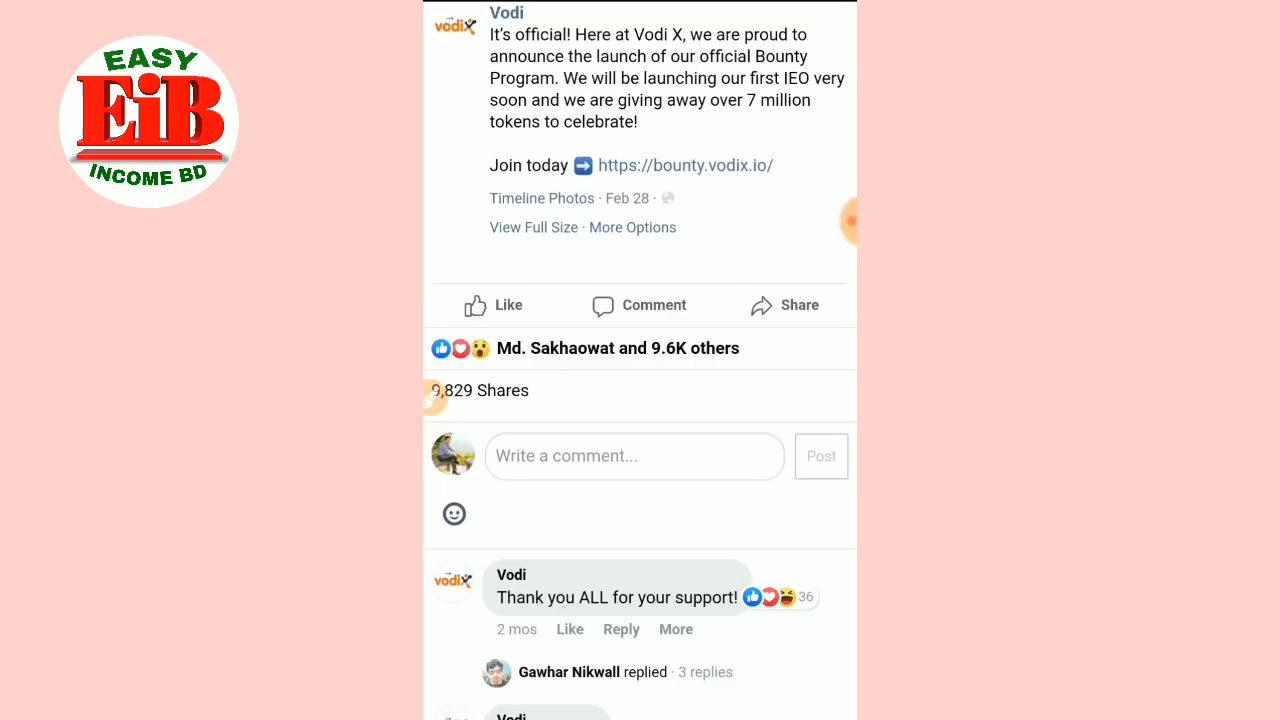 EASY
EiB
INCOME BD
vodiX
Vodi
It's official! Here at Vodi X, we are proud to
announce the launch of our official Bounty
Program. We will be launching our first IEO very
soon and we are giving away over 7 million
tokens to celebrate!
Join today ➡ https://bounty.vodix.io/
Timeline Photos · Feb 28 ·
View Full Size · More Options
Like Comment Share
Md. Sakhaowat and 9.6K others
9,829 Shares
Write a comment... Post
vodiX
Vodi
Thank you ALL for your support! 36
2 mos Like Reply More
Gawhar Nikwall replied · 3 replies
Vodi